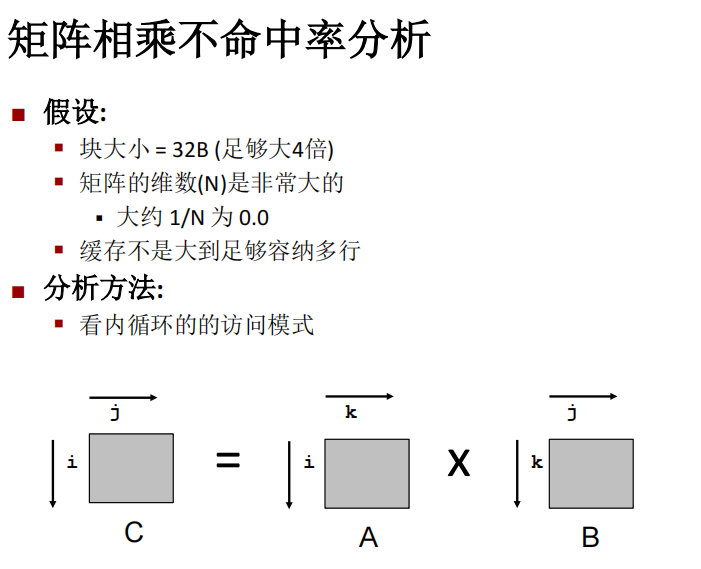 矩阵相乘不命中率分析
假设:
块大小 = 32B (足够大4倍)
矩阵的维数(N)是非常大的
大约 1/N 为 0.0
缓存不是大到足够容纳多行
分析方法:
看内循环的的访问模式
j
k
j
i
=
i
X
k
C
A
B